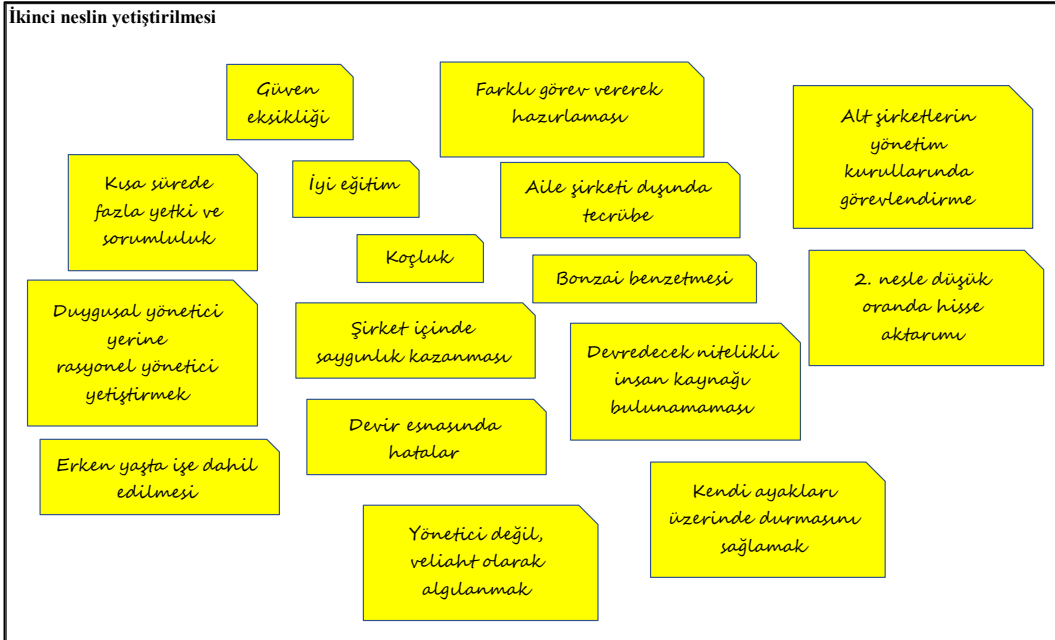 İkinci neslin yetiştirilmesi
Güven
eksikliği
Farklı görev vererek
hazırlaması
Alt şirketlerin
yönetim
kurullarında
görevlendirme
Kısa sürede
fazla yetki ve
sorumluluk
İyi eğitim
Aile şirketi dışında
tecrübe
Koçluk
Bonzai benzetmesi
2. nesle düşük
oranda hisse
aktarımı
Duygusal yönetici
yerine
rasyonel yönetici
yetiştirmek
Şirket içinde
saygınlık kazanması
Devredecek nitelikli
insan kaynağı
bulunamaması
Devir esnasında
hatalar
Erken yaşta işe dahil
edilmesi
Kendi ayakları
üzerinde durmasını
sağlamak
Yönetici değil,
veliaht olarak
algılanmak